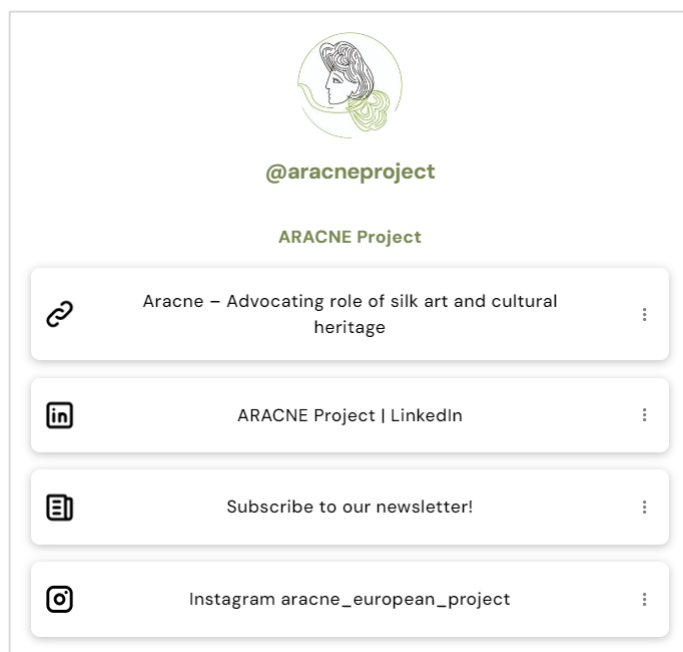 @aracneproject
ARACNE Project
Aracne – Advocating role of silk art and cultural
heritage
ARACNE Project | LinkedIn
Subscribe to our newsletter!
Instagram aracne_european_project